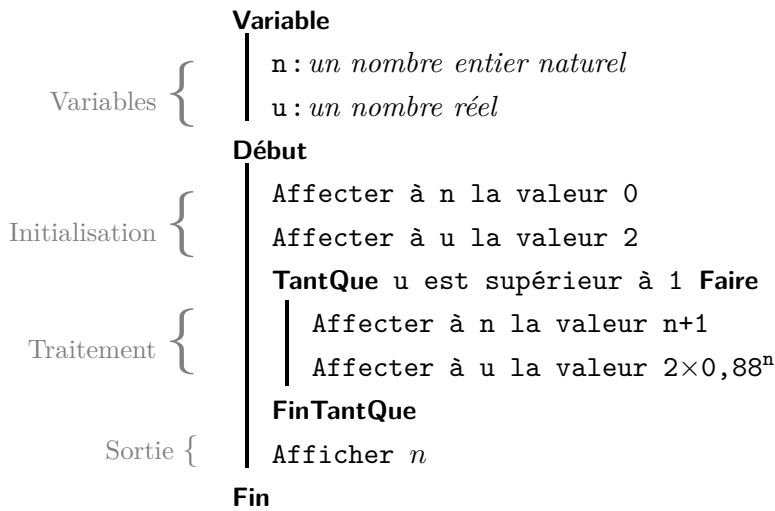 Variable
n : un nombre entier naturel
Variables {
u : un nombre réel
Début
Affecter à n la valeur 0
Initialisation {
Affecter à u la valeur 2
TantQue u est supérieur à 1 Faire
Affecter à n la valeur n+1
Traitement {
Affecter à u la valeur 2×0,88ⁿ
FinTantQue
Sortie { Afficher n
Fin